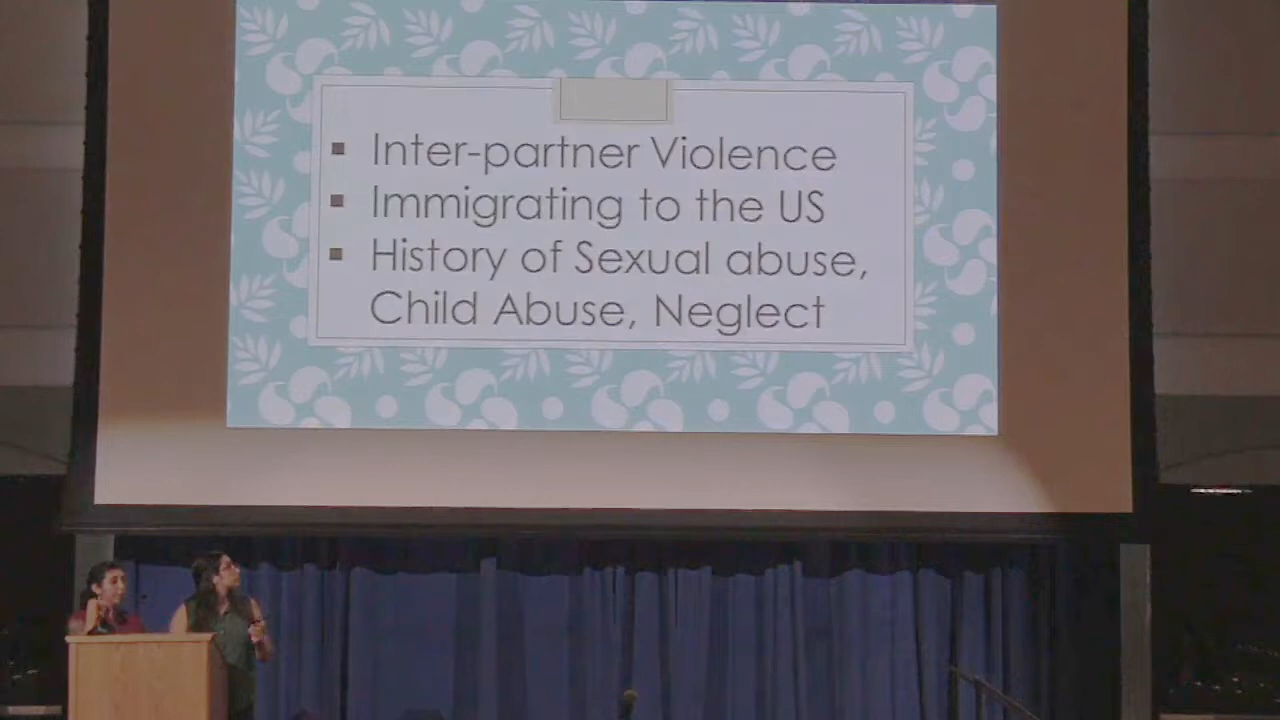 ▪ Inter-partner Violence
▪ Immigrating to the US
▪ History of Sexual abuse,
Child Abuse, Neglect